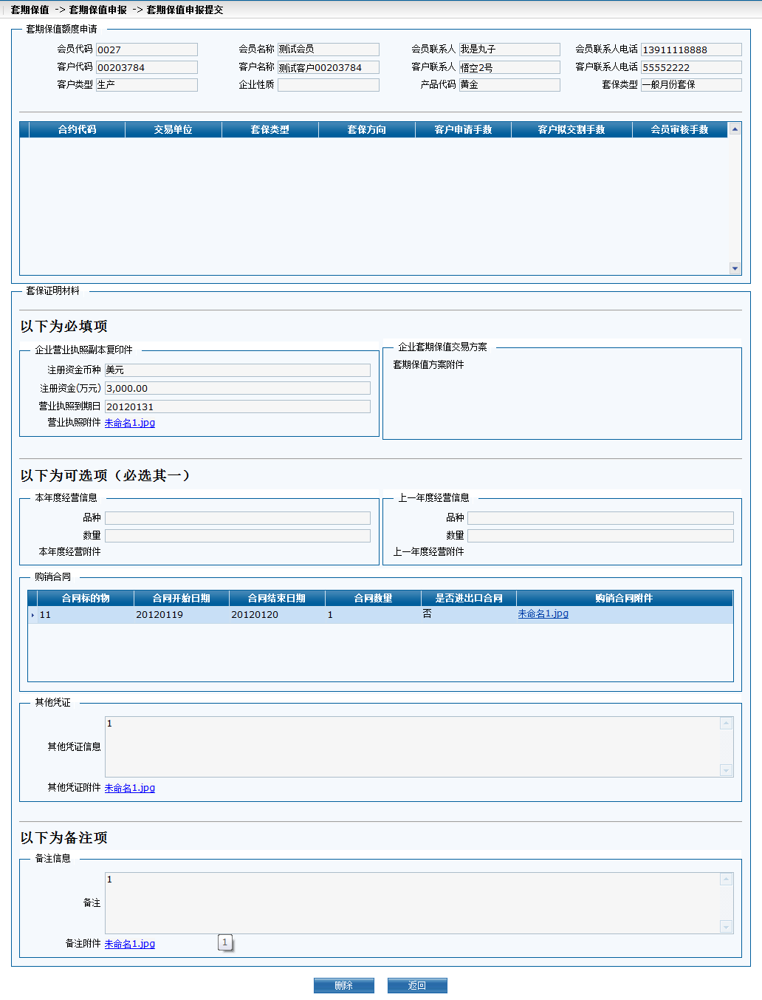 套期保值 -> 套期保值申报 -> 套期保值申报提交
套期保值额度申请
会员代码 0027 会员名称 测试会员 会员联系人 我是丸子 会员联系人电话 13911118888
客户代码 00203784 客户名称 测试客户00203784 客户联系人 悟空2号 客户联系人电话 55552222
客户类型 生产 企业性质 产品代码 黄金 套保类型 一般月份套保
合约代码 交易单位 套保类型 套保方向 客户申请手数 客户拟交割手数 会员审核手数
套保证明材料
以下为必填项
企业营业执照副本复印件
注册资金币种 美元
注册资金(万元) 3,000.00
营业执照到期日 20120131
营业执照附件 未命名1.jpg
企业套期保值交易方案
套期保值方案附件
以下为可选项（必选其一）
本年度经营信息
品种
数量
本年度经营附件
上一年度经营信息
品种
数量
上一年度经营附件
购销合同
合同标的物 合同开始日期 合同结束日期 合同数量 是否进出口合同 购销合同附件
11 20120119 20120120 1 否 未命名1.jpg
其他凭证
其他凭证信息 1
其他凭证附件 未命名1.jpg
以下为备注项
备注信息
备注 1
备注附件 未命名1.jpg
1
删除 返回